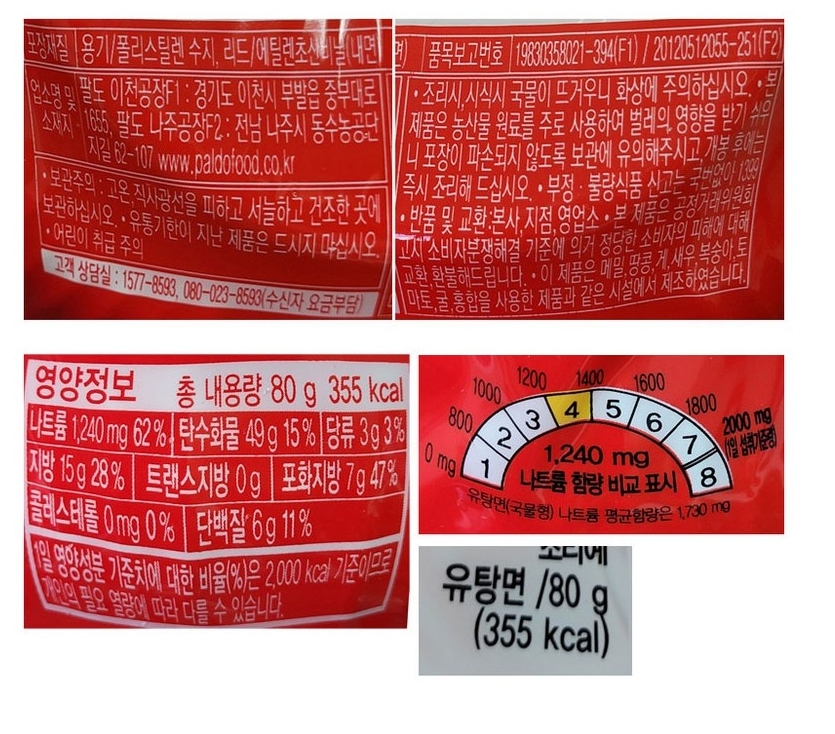 포장재질 용기/폴리스틸렌 수지, 리드/에틸렌초산비닐(내면
업소명 및 팔도 이천공장F1 : 경기도 이천시 부발읍 중부대로
소재지 1655, 팔도 나주공장F2 : 전남 나주시 동수농공단
지길 62-107 www.paldofood.co.kr
• 보관주의 : 고온, 직사광선을 피하고 서늘하고 건조한 곳에
보관하십시오. • 유통기한이 지난 제품은 드시지 마십시오.
• 어린이 취급 주의
고객 상담실 : 1577-8593, 080-023-8593(수신자 요금부담)
면) 품목보고번호 19830358021-394(F1) / 20120512055-251(F2)
• 조리시,시식시 국물이 뜨거우니 화상에 주의하십시오. • 본
제품은 농산물 원료를 주로 사용하여 벌레의 영향을 받기 쉬우
니 포장이 파손되지 않도록 보관에 유의해주시고, 개봉 후에는
즉시 조리해 드십시오. • 부정·불량식품 신고는 국번없이 1399
• 반품 및 교환:본사,지점,영업소 • 본 제품은 공정거래위원회
고시 소비자분쟁해결 기준에 의거 정당한 소비자의 피해에 대해
교환,환불해드립니다. • 이 제품은 메밀,땅콩,게,새우,복숭아,토
마토,굴,홍합을 사용한 제품과 같은 시설에서 제조하였습니다.
영양정보 총 내용량 80 g 355 kcal
나트륨 1,240 mg 62% 탄수화물 49 g 15% 당류 3 g 3%
지방 15 g 28% 트랜스지방 0 g 포화지방 7 g 47%
콜레스테롤 0 mg 0% 단백질 6 g 11%
1일 영양성분 기준치에 대한 비율(%)은 2,000 kcal 기준이므로
개인의 필요 열량에 따라 다를 수 있습니다.
0 mg 800 1000 1200 1400 1600 1800 2000 mg
(1일 섭취기준량)
1 2 3 4 5 6 7 8
1,240 mg
나트륨 함량 비교 표시
유탕면(국물형) 나트륨 평균함량은 1,730 mg
유탕면 /80 g
(355 kcal)